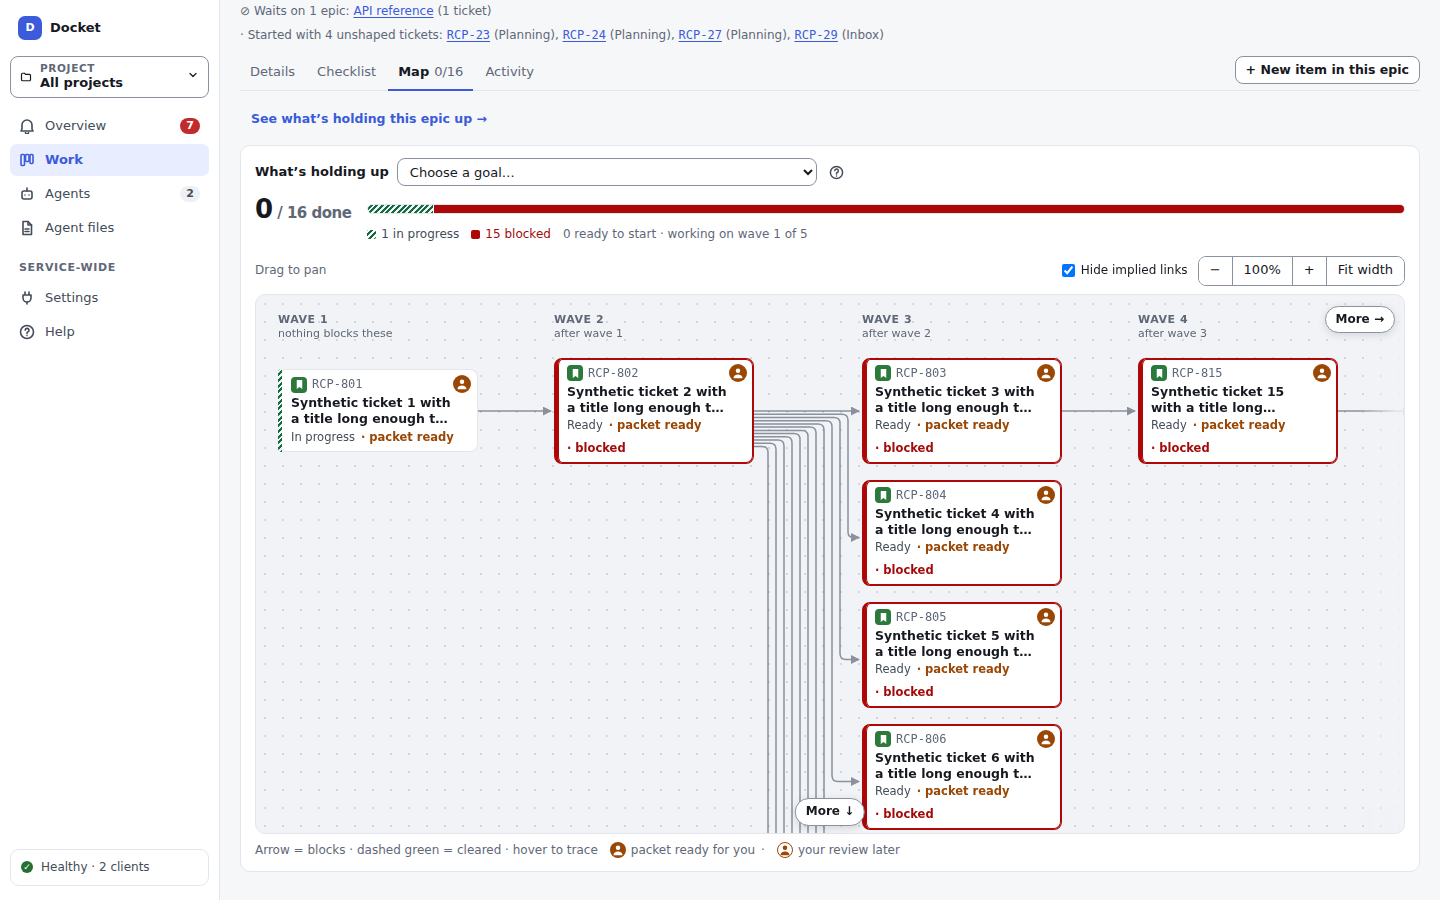 D Docket
PROJECT
All projects
Overview 7
Work
Agents 2
Agent files
SERVICE-WIDE
Settings
Help
Healthy · 2 clients
⊘ Waits on 1 epic: API reference (1 ticket)
· Started with 4 unshaped tickets: RCP-23 (Planning), RCP-24 (Planning), RCP-27 (Planning), RCP-29 (Inbox)
Details Checklist Map 0/16 Activity
+ New item in this epic
See what’s holding this epic up →
What’s holding up Choose a goal…
0 / 16 done
1 in progress 15 blocked 0 ready to start · working on wave 1 of 5
Drag to pan
Hide implied links − 100% + Fit width
WAVE 1
nothing blocks these
RCP-801
Synthetic ticket 1 with
a title long enough t…
In progress · packet ready
WAVE 2
after wave 1
RCP-802
Synthetic ticket 2 with
a title long enough t…
Ready · packet ready
· blocked
WAVE 3
after wave 2
RCP-803
Synthetic ticket 3 with
a title long enough t…
Ready · packet ready
· blocked
RCP-804
Synthetic ticket 4 with
a title long enough t…
Ready · packet ready
· blocked
RCP-805
Synthetic ticket 5 with
a title long enough t…
Ready · packet ready
· blocked
RCP-806
Synthetic ticket 6 with
a title long enough t…
Ready · packet ready
· blocked
WAVE 4
after wave 3
RCP-815
Synthetic ticket 15
with a title long…
Ready · packet ready
· blocked
More →
More ↓
Arrow = blocks · dashed green = cleared · hover to trace packet ready for you · your review later